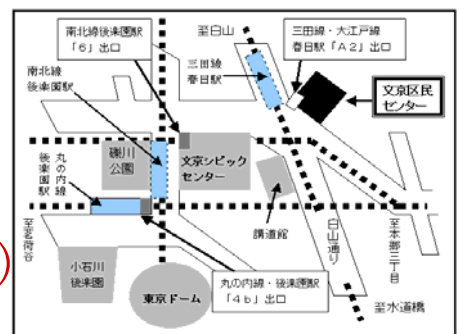 南北線後楽園駅
「6」出口
至白山
三田線・大江戸線
春日駅「A2」出口
南北線
後楽園駅
三田線
春日駅
文京区民
センター
礫川
公園
文京シビック
センター
丸の内線
後楽園駅
講道館
至茗荷谷
白山通り
至本郷三丁目
小石川
後楽園
東京ドーム
丸の内線・後楽園駅
「4b」出口
至水道橋